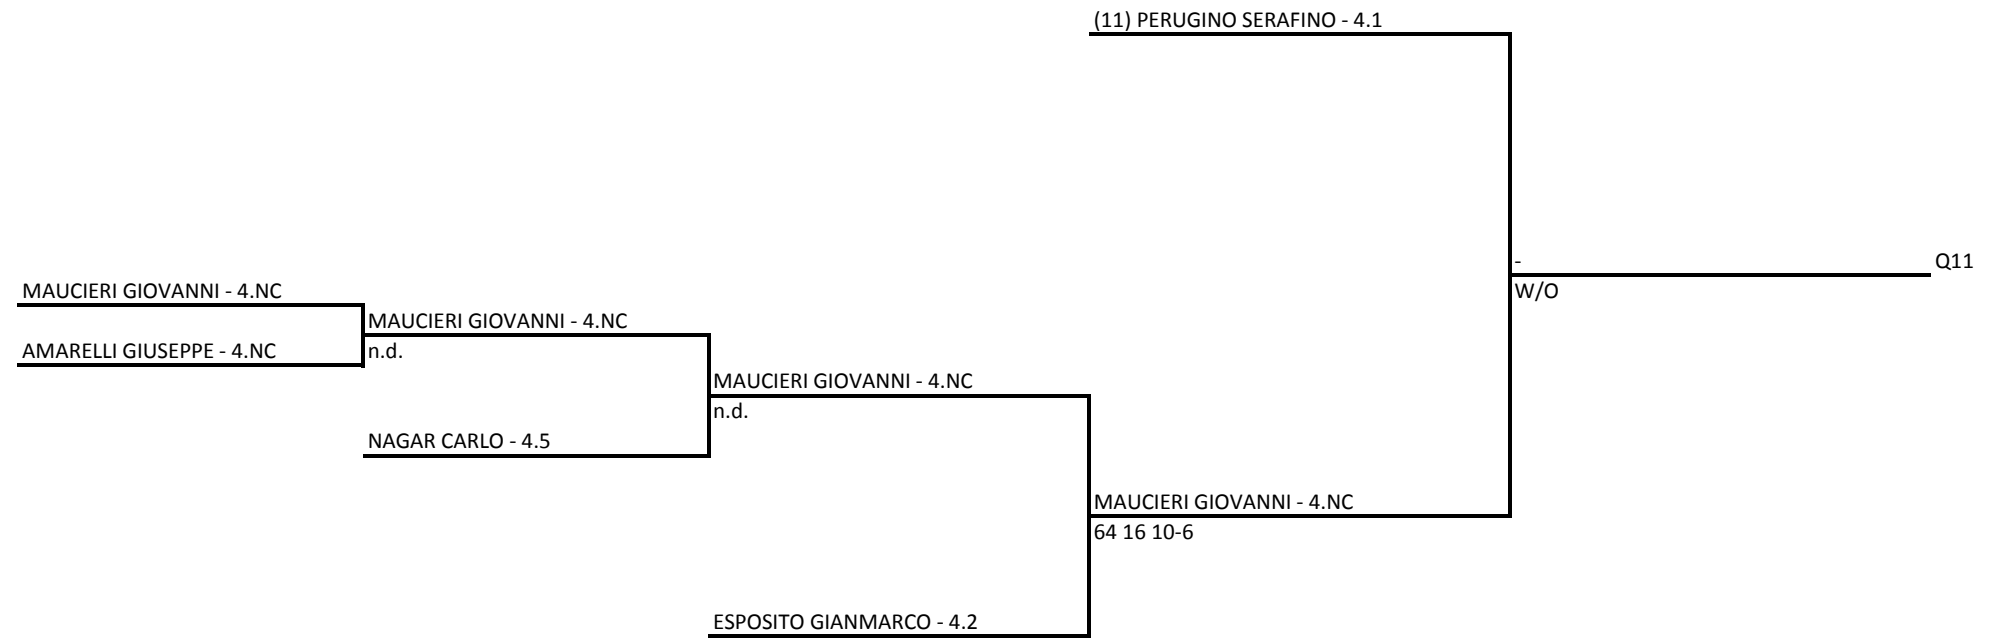 (11) PERUGINO SERAFINO - 4.1
-
Q11
W/O
MAUCIERI GIOVANNI - 4.NC
MAUCIERI GIOVANNI - 4.NC
AMARELLI GIUSEPPE - 4.NC
n.d.
MAUCIERI GIOVANNI - 4.NC
n.d.
NAGAR CARLO - 4.5
MAUCIERI GIOVANNI - 4.NC
64 16 10-6
ESPOSITO GIANMARCO - 4.2